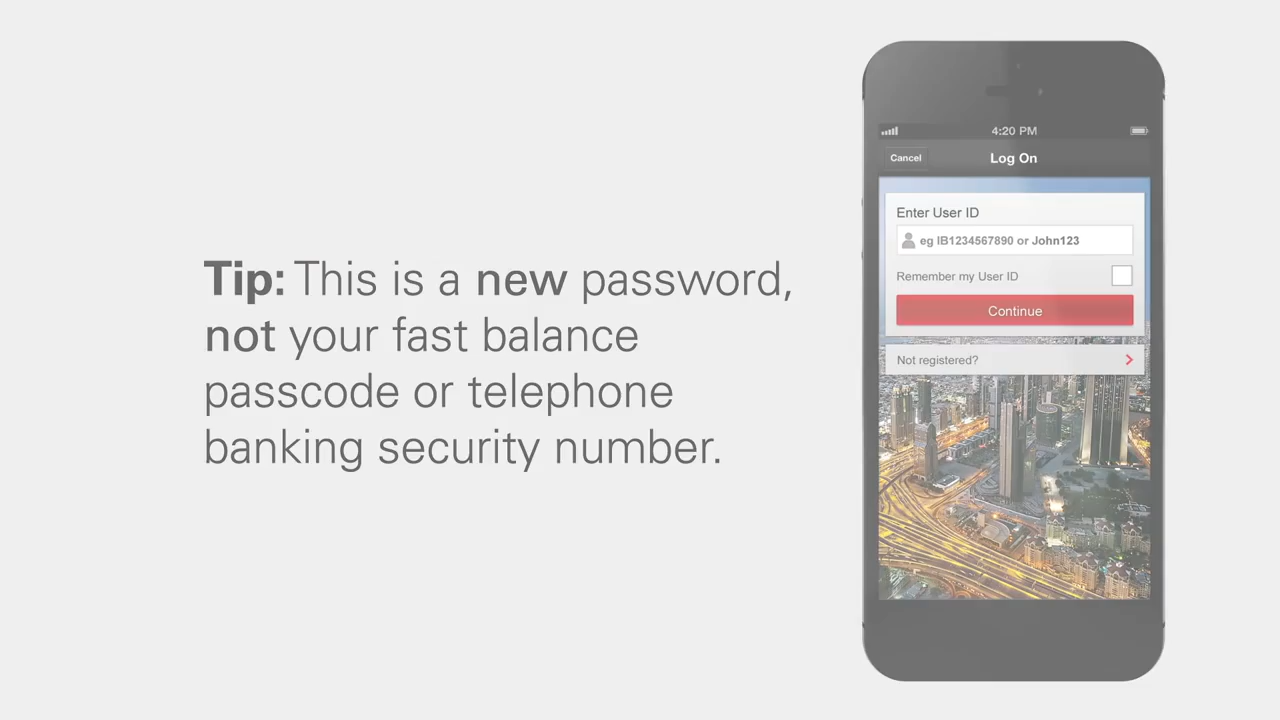 Tip: This is a new password,
not your fast balance
passcode or telephone
banking security number.
4:20 PM
Cancel
Log On
Enter User ID
eg IB1234567890 or John123
Remember my User ID
Continue
Not registered?